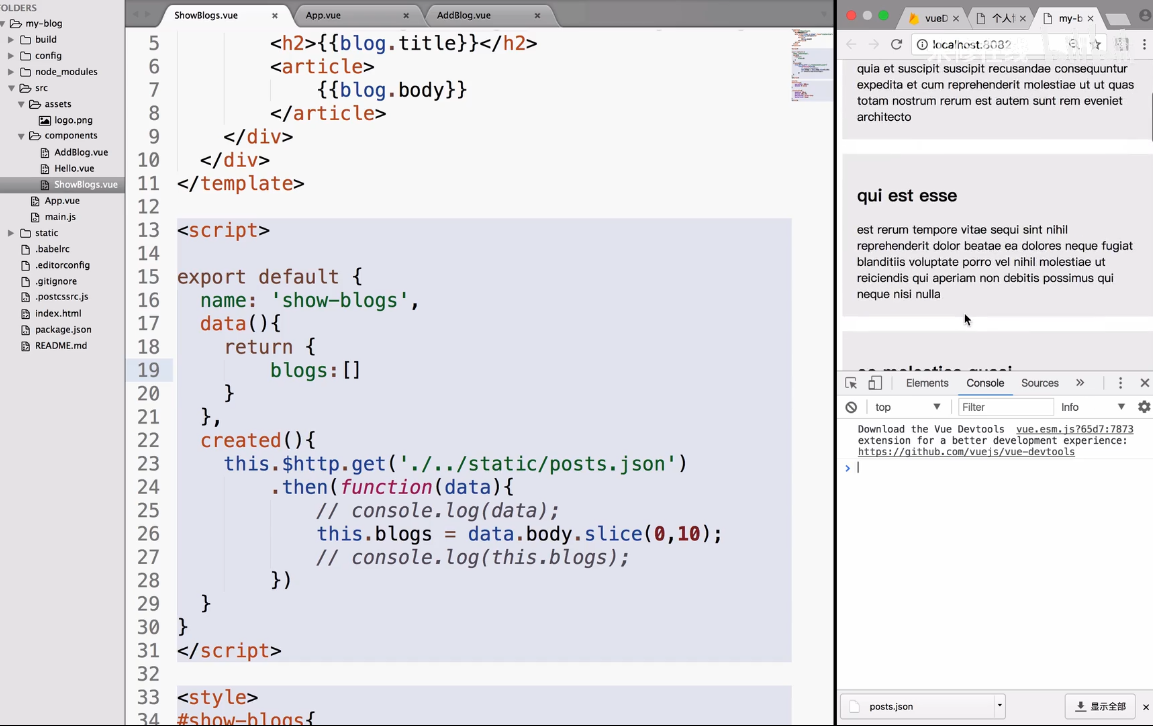 FOLDERS
my-blog
build
config
node_modules
src
assets
logo.png
components
AddBlog.vue
Hello.vue
ShowBlogs.vue
App.vue
main.js
static
.babelrc
.editorconfig
.gitignore
.postcssrc.js
index.html
package.json
README.md
ShowBlogs.vue ×
App.vue ×
AddBlog.vue ×
5 <h2>{{blog.title}}</h2>
6 <article>
7 {{blog.body}}
8 </article>
9 </div>
10 </div>
11 </template>
12
13 <script>
14
15 export default {
16 name: 'show-blogs',
17 data(){
18 return {
19 blogs:[]
20 }
21 },
22 created(){
23 this.$http.get('./../static/posts.json')
24 .then(function(data){
25 // console.log(data);
26 this.blogs = data.body.slice(0,10);
27 // console.log(this.blogs);
28 })
29 }
30 }
31 </script>
32
33 <style>
34 #show-blogs{
vueD ×
个人 ×
my-b ×
localhost:8082
quia et suscipit suscipit recusandae consequuntur
expedita et cum reprehenderit molestiae ut ut quas
totam nostrum rerum est autem sunt rem eveniet
architecto
qui est esse
est rerum tempore vitae sequi sint nihil
reprehenderit dolor beatae ea dolores neque fugiat
blanditiis voluptate porro vel nihil molestiae ut
reiciendis qui aperiam non debitis possimus qui
neque nisi nulla
ea molestias quasi
Elements Console Sources »
top Filter Info
Download the Vue Devtools vue.esm.js?65d7:7873
extension for a better development experience:
https://github.com/vuejs/vue-devtools
posts.json
显示全部